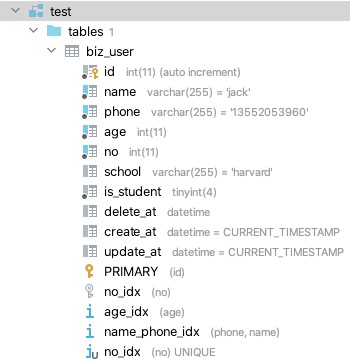 test
tables 1
biz_user
id int(11) (auto increment)
name varchar(255) = 'jack'
phone varchar(255) = '13552053960'
age int(11)
no int(11)
school varchar(255) = 'harvard'
is_student tinyint(4)
delete_at datetime
create_at datetime = CURRENT_TIMESTAMP
update_at datetime = CURRENT_TIMESTAMP
PRIMARY (id)
no_idx (no)
age_idx (age)
name_phone_idx (phone, name)
no_idx (no) UNIQUE